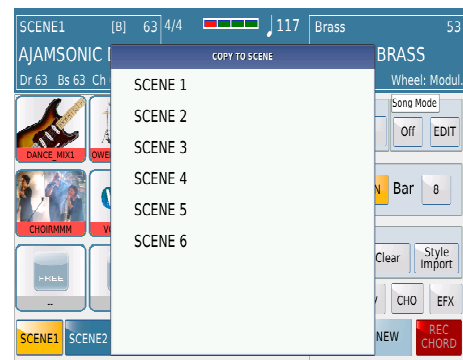 SCENE1 [B] 63 4/4 117 Brass 53
AJAMSONIC BRASS
Dr 63 Bs 63 Ch Wheel: Modul.
COPY TO SCENE
SCENE 1
SCENE 2
SCENE 3
SCENE 4
SCENE 5
SCENE 6
Song Mode
Off EDIT
DANCE_MIX1
Bar 8
CHOIRMMM
Clear Style
Import
FREE
--
CHO EFX
SCENE1 SCENE2 NEW REC
CHORD